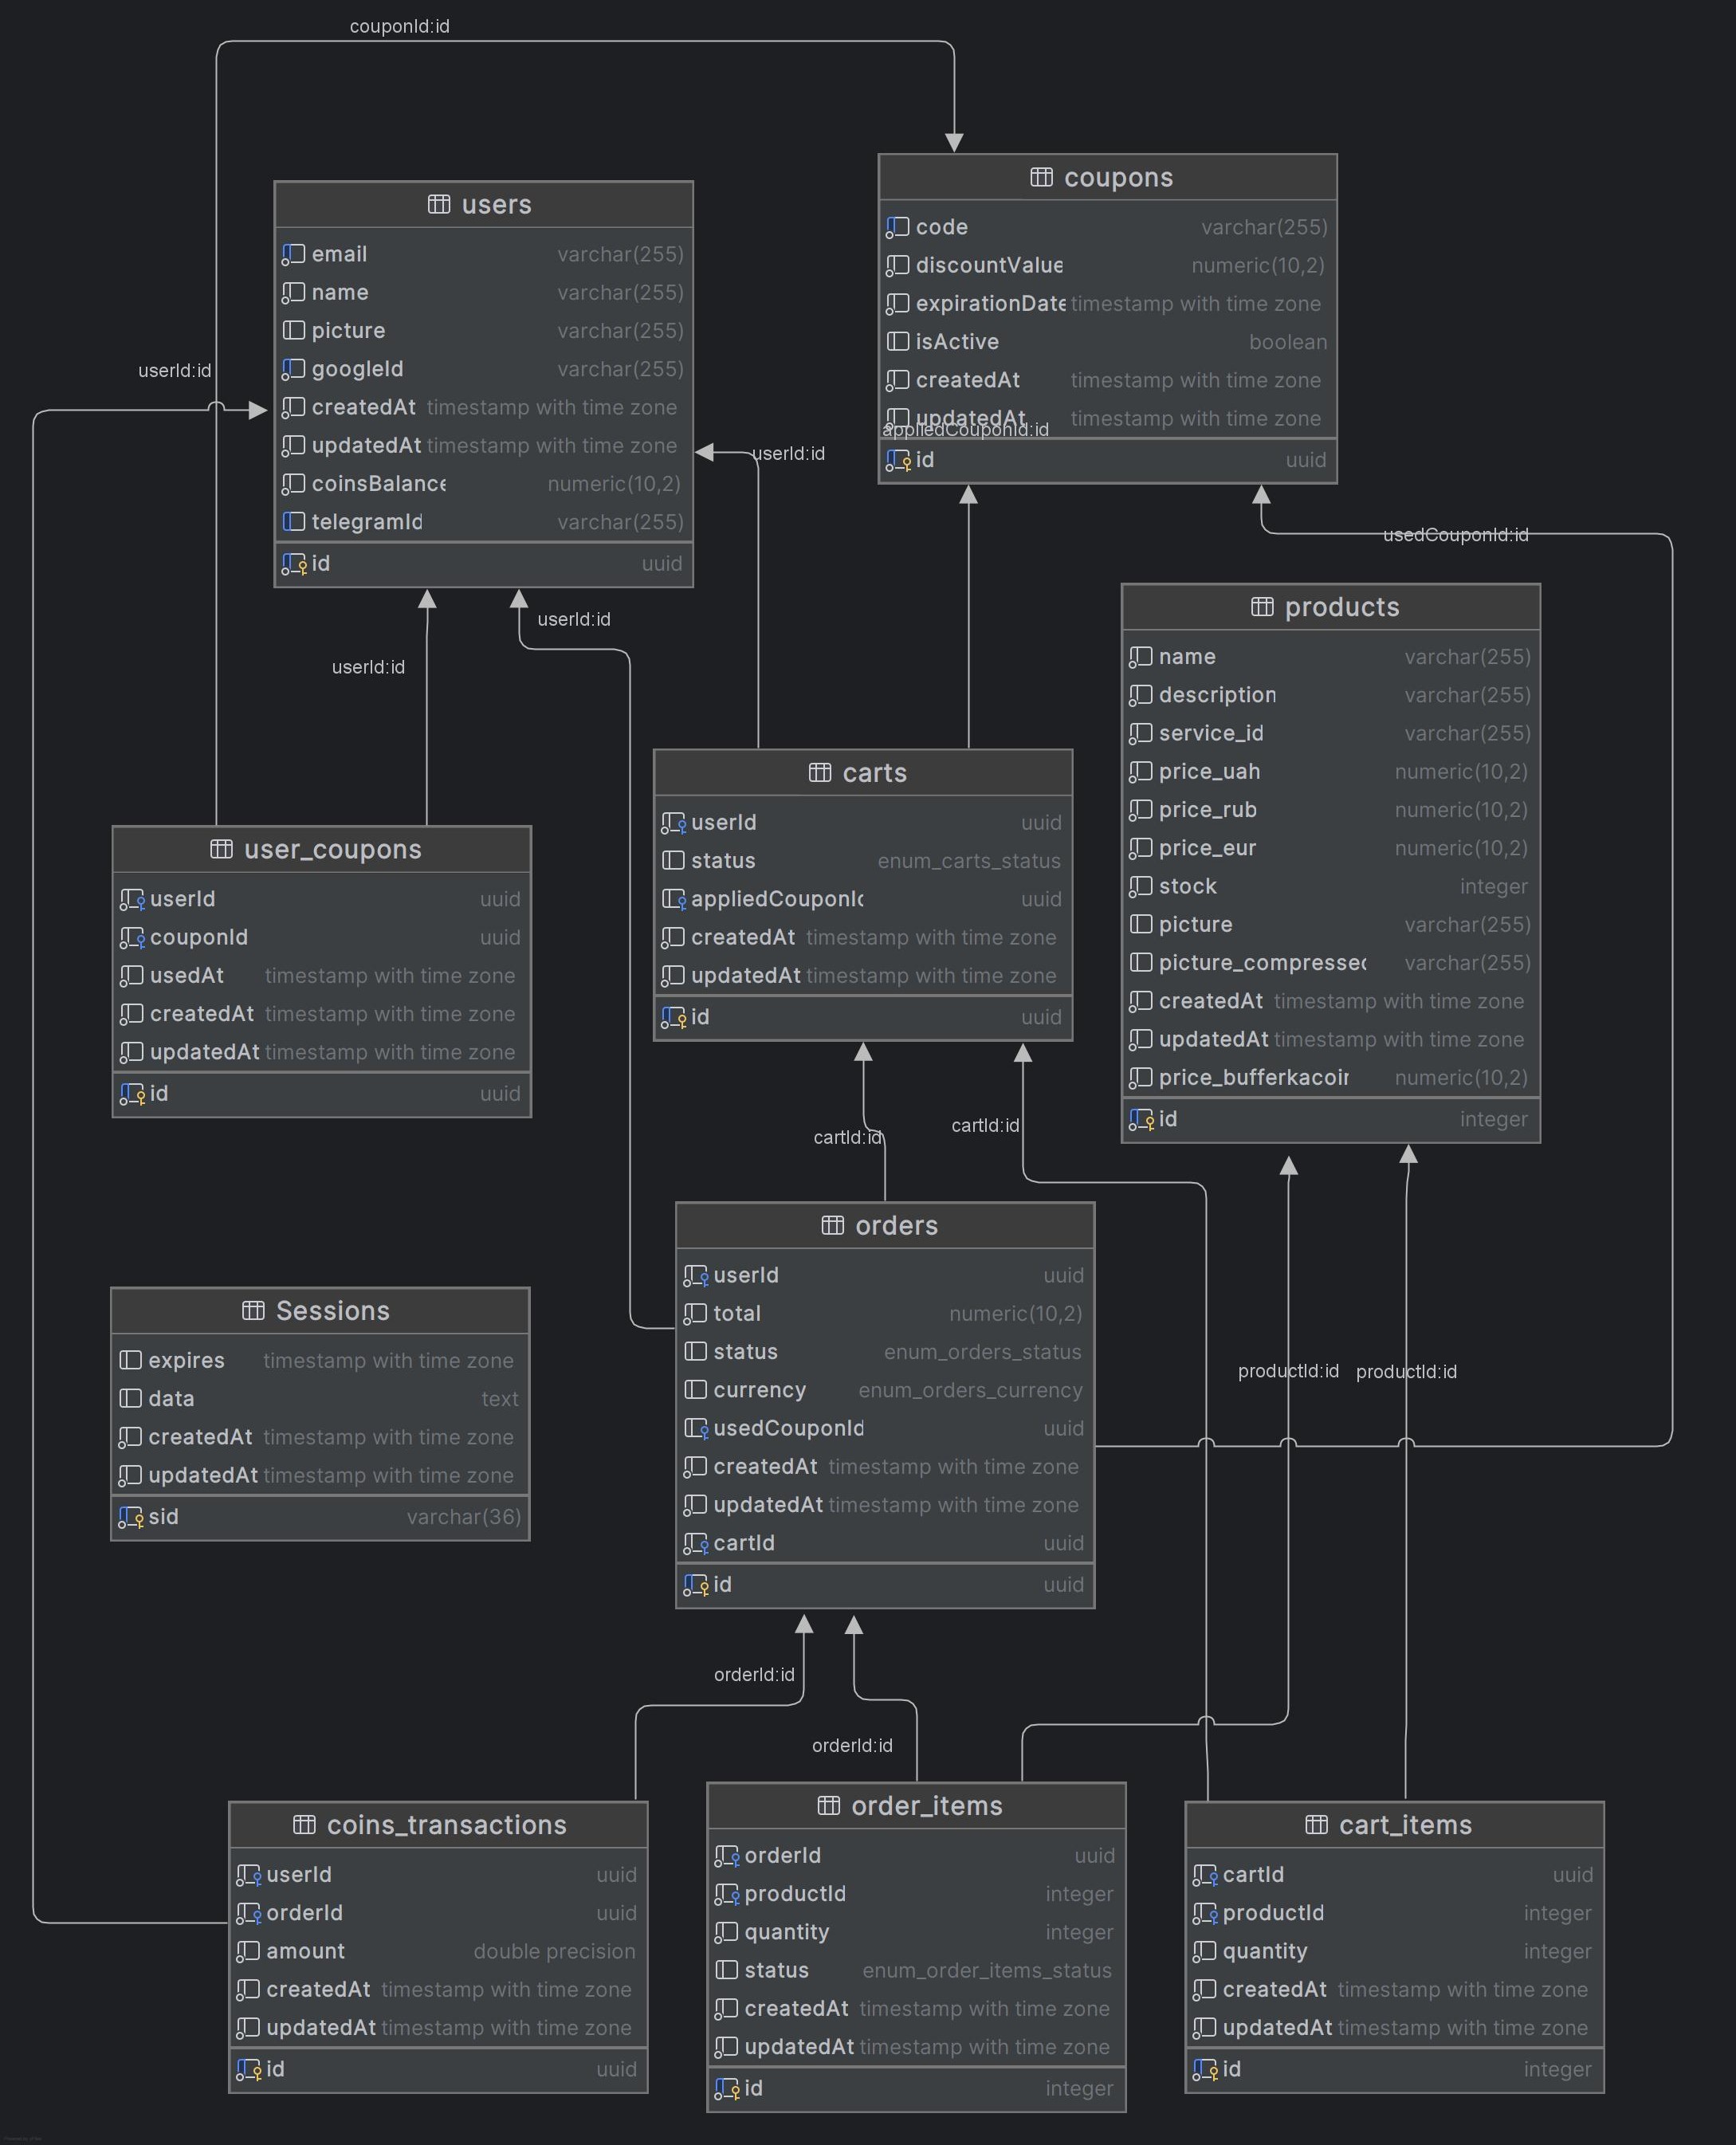 couponId:id
users
email varchar(255)
name varchar(255)
picture varchar(255)
googleId varchar(255)
createdAt timestamp with time zone
updatedAt timestamp with time zone
coinsBalance numeric(10,2)
telegramId varchar(255)
id uuid
coupons
code varchar(255)
discountValue numeric(10,2)
expirationDate timestamp with time zone
isActive boolean
createdAt timestamp with time zone
updatedAt timestamp with time zone
appliedCouponId:id
id uuid
userId:id
userId:id
usedCouponId:id
userId:id
userId:id
products
name varchar(255)
description varchar(255)
service_id varchar(255)
price_uah numeric(10,2)
price_rub numeric(10,2)
price_eur numeric(10,2)
stock integer
picture varchar(255)
picture_compressed varchar(255)
createdAt timestamp with time zone
updatedAt timestamp with time zone
price_bufferkacoin numeric(10,2)
id integer
carts
userId uuid
status enum_carts_status
appliedCouponId uuid
createdAt timestamp with time zone
updatedAt timestamp with time zone
id uuid
user_coupons
userId uuid
couponId uuid
usedAt timestamp with time zone
createdAt timestamp with time zone
updatedAt timestamp with time zone
id uuid
cartId:id
cartId:id
orders
userId uuid
total numeric(10,2)
status enum_orders_status
currency enum_orders_currency
usedCouponId uuid
createdAt timestamp with time zone
updatedAt timestamp with time zone
cartId uuid
id uuid
Sessions
expires timestamp with time zone
data text
createdAt timestamp with time zone
updatedAt timestamp with time zone
sid varchar(36)
productId:id
productId:id
orderId:id
orderId:id
coins_transactions
userId uuid
orderId uuid
amount double precision
createdAt timestamp with time zone
updatedAt timestamp with time zone
id uuid
order_items
orderId uuid
productId integer
quantity integer
status enum_order_items_status
createdAt timestamp with time zone
updatedAt timestamp with time zone
id integer
cart_items
cartId uuid
productId integer
quantity integer
createdAt timestamp with time zone
updatedAt timestamp with time zone
id integer